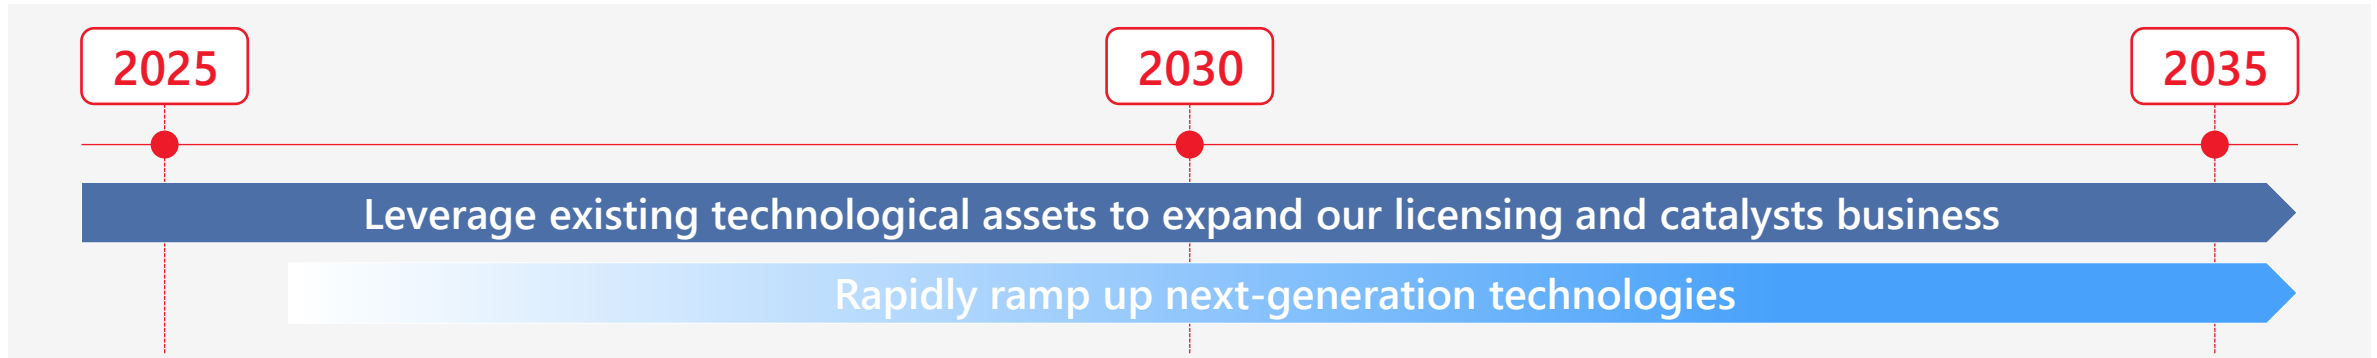 2025
2030
2035
Leverage existing technological assets to expand our licensing and catalysts business
Rapidly ramp up next-generation technologies